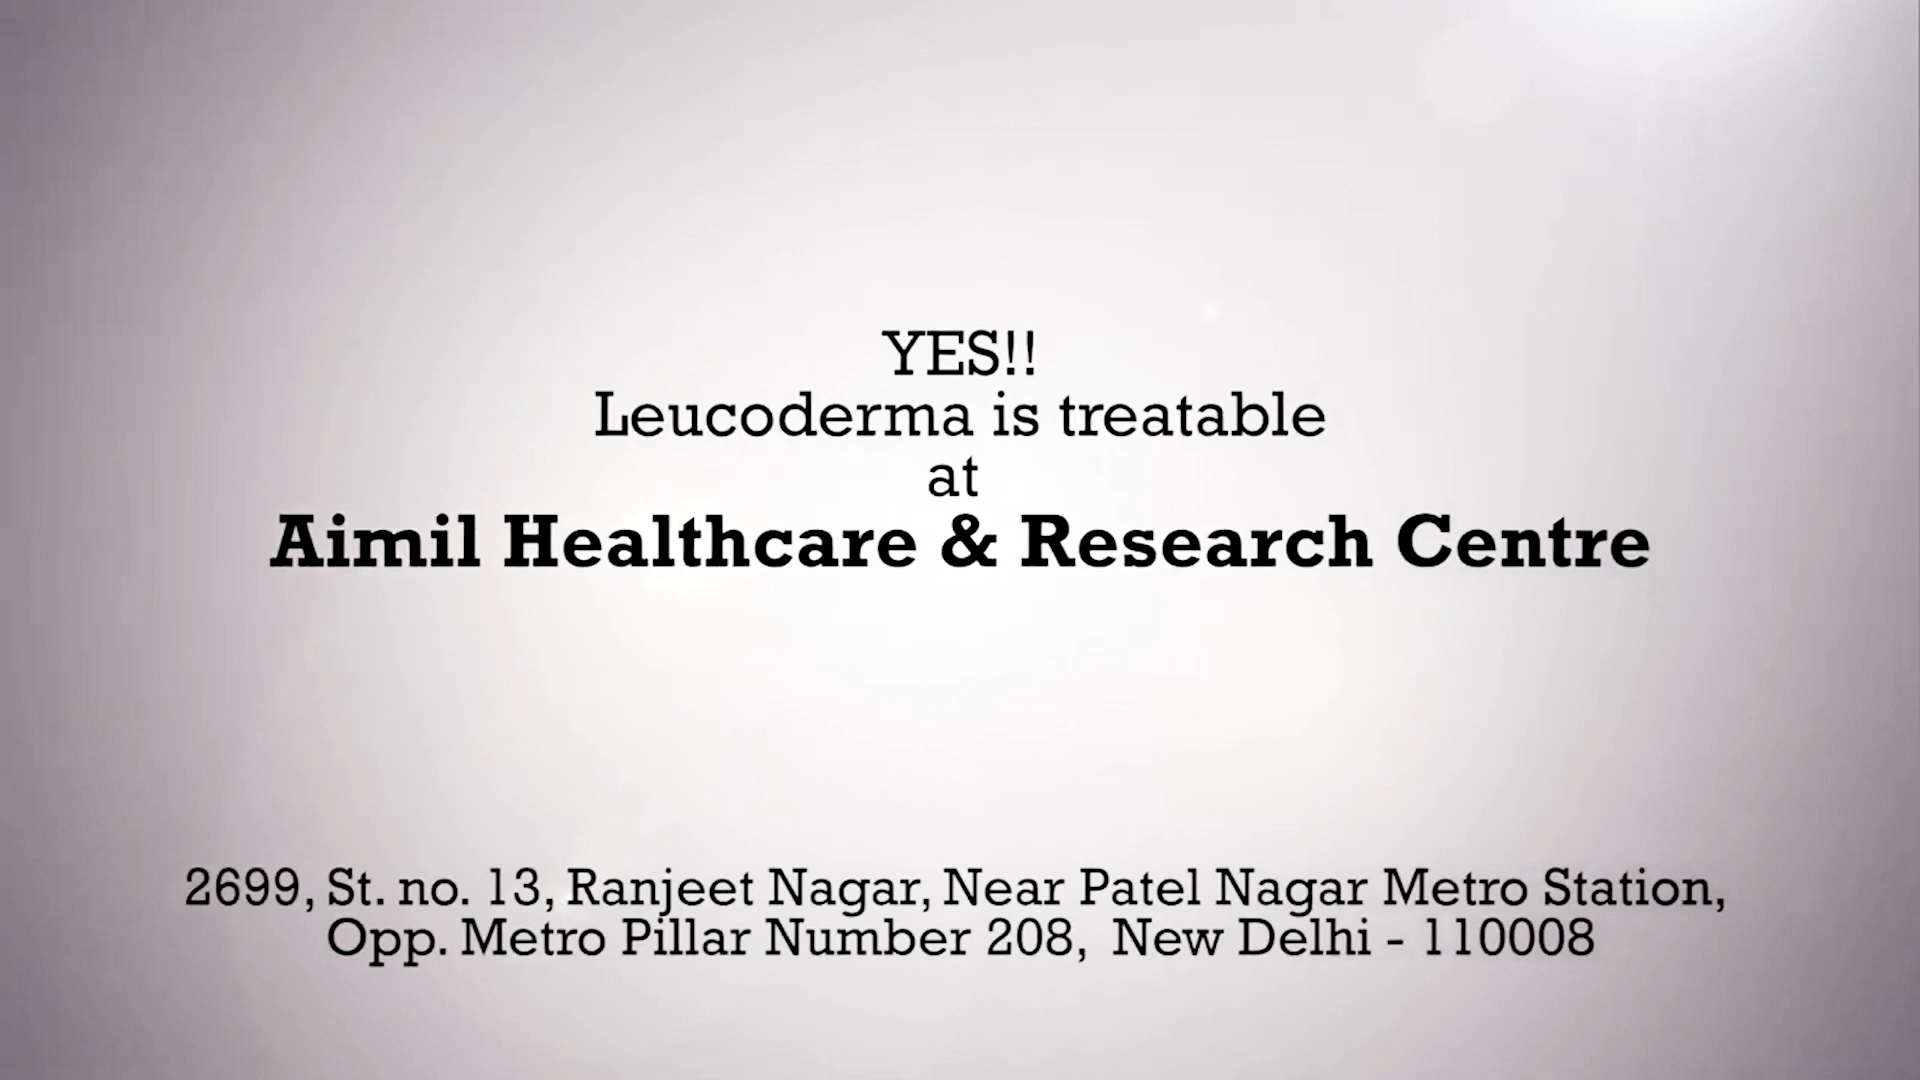 YES!!
Leucoderma is treatable
at
Aimil Healthcare & Research Centre
2699, St. no. 13, Ranjeet Nagar, Near Patel Nagar Metro Station,
Opp. Metro Pillar Number 208, New Delhi - 110008